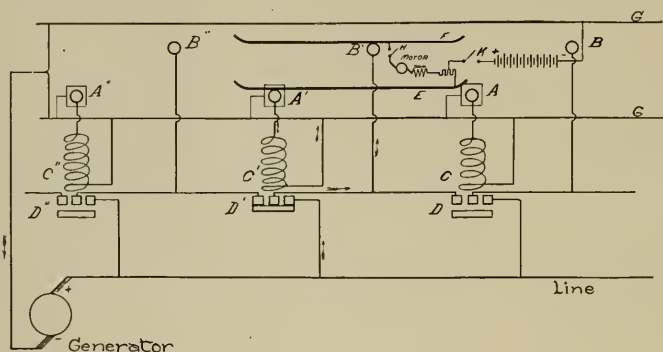 G
B'' F B' H K + - B
MOTOR
A'' A' E A
G
C'' C' C
D'' D' D
+
Line
-
Generator